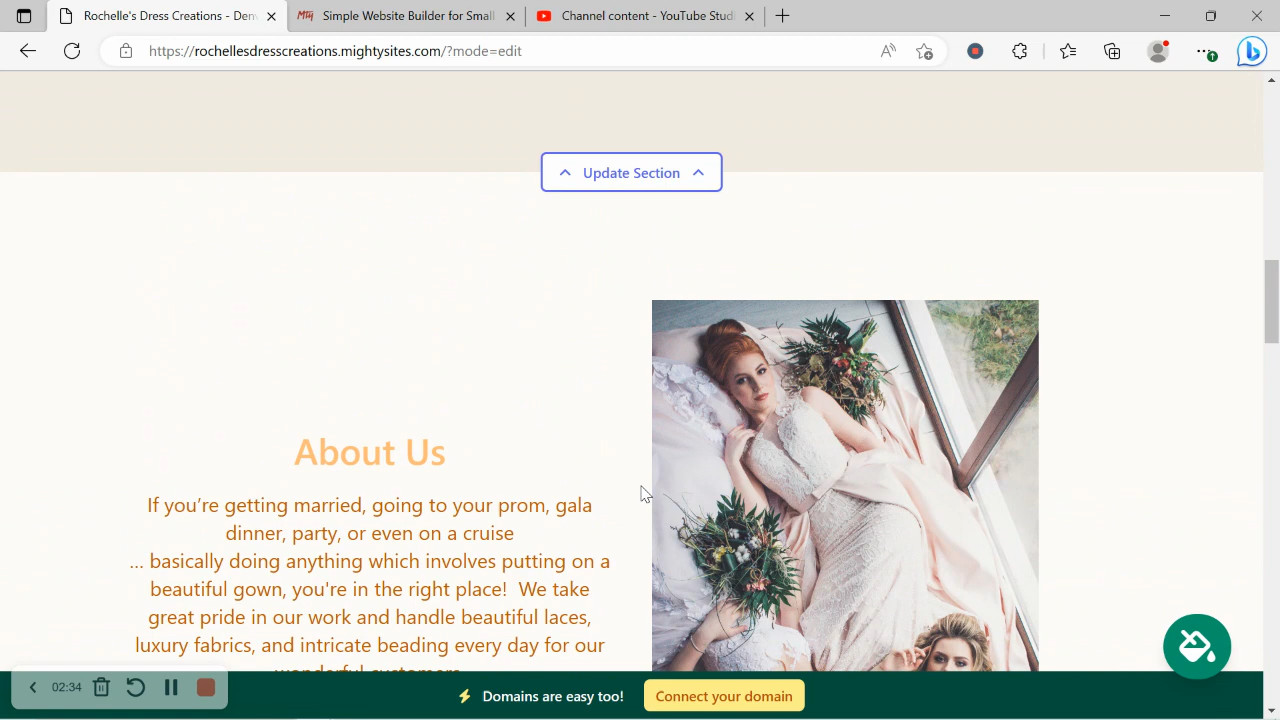 Rochelle's Dress Creations - Den
Simple Website Builder for Small
Channel content - YouTube Studi
https://rochellesdresscreations.mightysites.com/?mode=edit
Update Section
About Us
If you’re getting married, going to your prom, gala
dinner, party, or even on a cruise
... basically doing anything which involves putting on a
beautiful gown, you're in the right place!  We take
great pride in our work and handle beautiful laces,
luxury fabrics, and intricate beading every day for our
wonderful customers
02:34
Domains are easy too!
Connect your domain